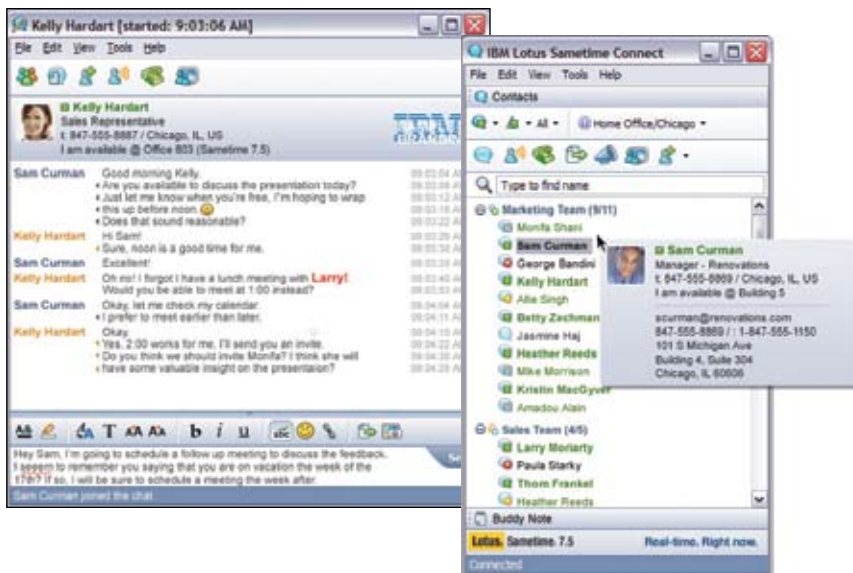 Kelly Hardart [started: 9:03:06 AM]
File Edit View Tools Help
Kelly Hardart
Sales Representative
t: 847-555-8887 / Chicago, IL, US
I am available @ Office 803 (Sametime 7.5)
Sam Curman Good morning Kelly.
Are you available to discuss the presentation today?
Just let me know when you're free, I'm hoping to wrap
this up before noon.
Does that sound reasonable?
Kelly Hardart Hi Sam!
Sure, noon is a good time for me.
Sam Curman Excellent!
Kelly Hardart Oh no! I forgot I have a lunch meeting with Larry!
Would you be able to meet at 1:00 instead?
Sam Curman Okay, let me check my calendar.
I prefer to meet earlier than later.
Kelly Hardart Okay.
Yes, 2:00 works for me, I'll send you an invite.
Do you think we should invite Monifa? I think she will
have some valuable insight on the presentaion?
Hey Sam, I'm going to schedule a follow up meeting to discuss the feedback.
I seeem to remember you saying that you are on vacation the week of the
17th? If so, I will be sure to schedule a meeting the week after.
Se
Sam Curman joined the chat
IBM Lotus Sametime Connect
File Edit View Tools Help
Contacts
All Home Office/Chicago
Type to find name
Marketing Team (9/11)
Monifa Shani
Sam Curman
George Bandini
Kelly Hardart
Allie Singh
Betty Zechman
Jasmine Haj
Heather Reeds
Mike Morrison
Kristin MacGyver
Amadou Alain
Sales Team (4/5)
Larry Moriarty
Paula Starky
Thom Frankel
Heather Reeds
Buddy Note
Lotus. Sametime. 7.5 Real-time. Right now.
Connected
Sam Curman
Manager - Renovations
t: 847-555-8869 / Chicago, IL, US
I am available @ Building 5
scurman@renovations.com
847-555-8869 / : 1-847-555-1150
101 S Michigan Ave
Building 4, Suite 304
Chicago, IL 60606